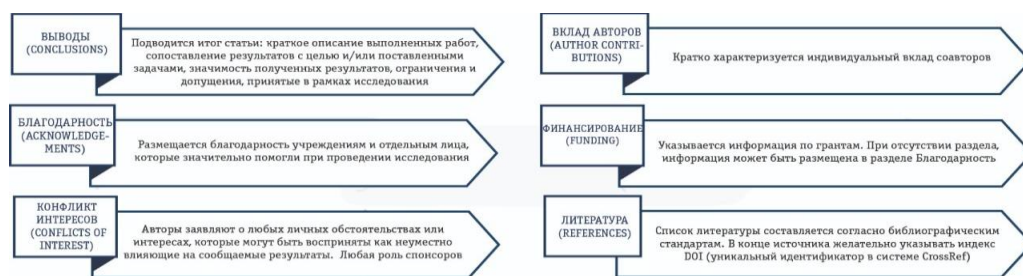 ВЫВОДЫ
(CONCLUSIONS)
Подводится итог статьи: краткое описание выполненных работ,
сопоставление результатов с целью и/или поставленными
задачами, значимость полученных результатов, ограничения и
допущения, принятые в рамках исследования
БЛАГОДАРНОСТЬ
(ACKNOWLEDGE-
MENTS)
Размещается благодарность учреждениям и отдельным лица,
которые значительно помогли при проведении исследования
КОНФЛИКТ
ИНТЕРЕСОВ
(CONFLICTS OF
INTEREST)
Авторы заявляют о любых личных обстоятельствах или
интересах, которые могут быть восприняты как неуместно
влияющие на сообщаемые результаты. Любая роль спонсоров
ВКЛАД АВТОРОВ
(AUTHOR CONTRI-
BUTIONS)
Кратко характеризуется индивидуальный вклад соавторов
ФИНАНСИРОВАНИЕ
(FUNDING)
Указывается информация по грантам. При отсутствии раздела,
информация может быть размещена в разделе Благодарность
ЛИТЕРАТУРА
(REFERENCES)
Список литературы составляется согласно библиографическим
стандартам. В конце источника желательно указывать индекс
DOI (уникальный идентификатор в системе CrossRef)